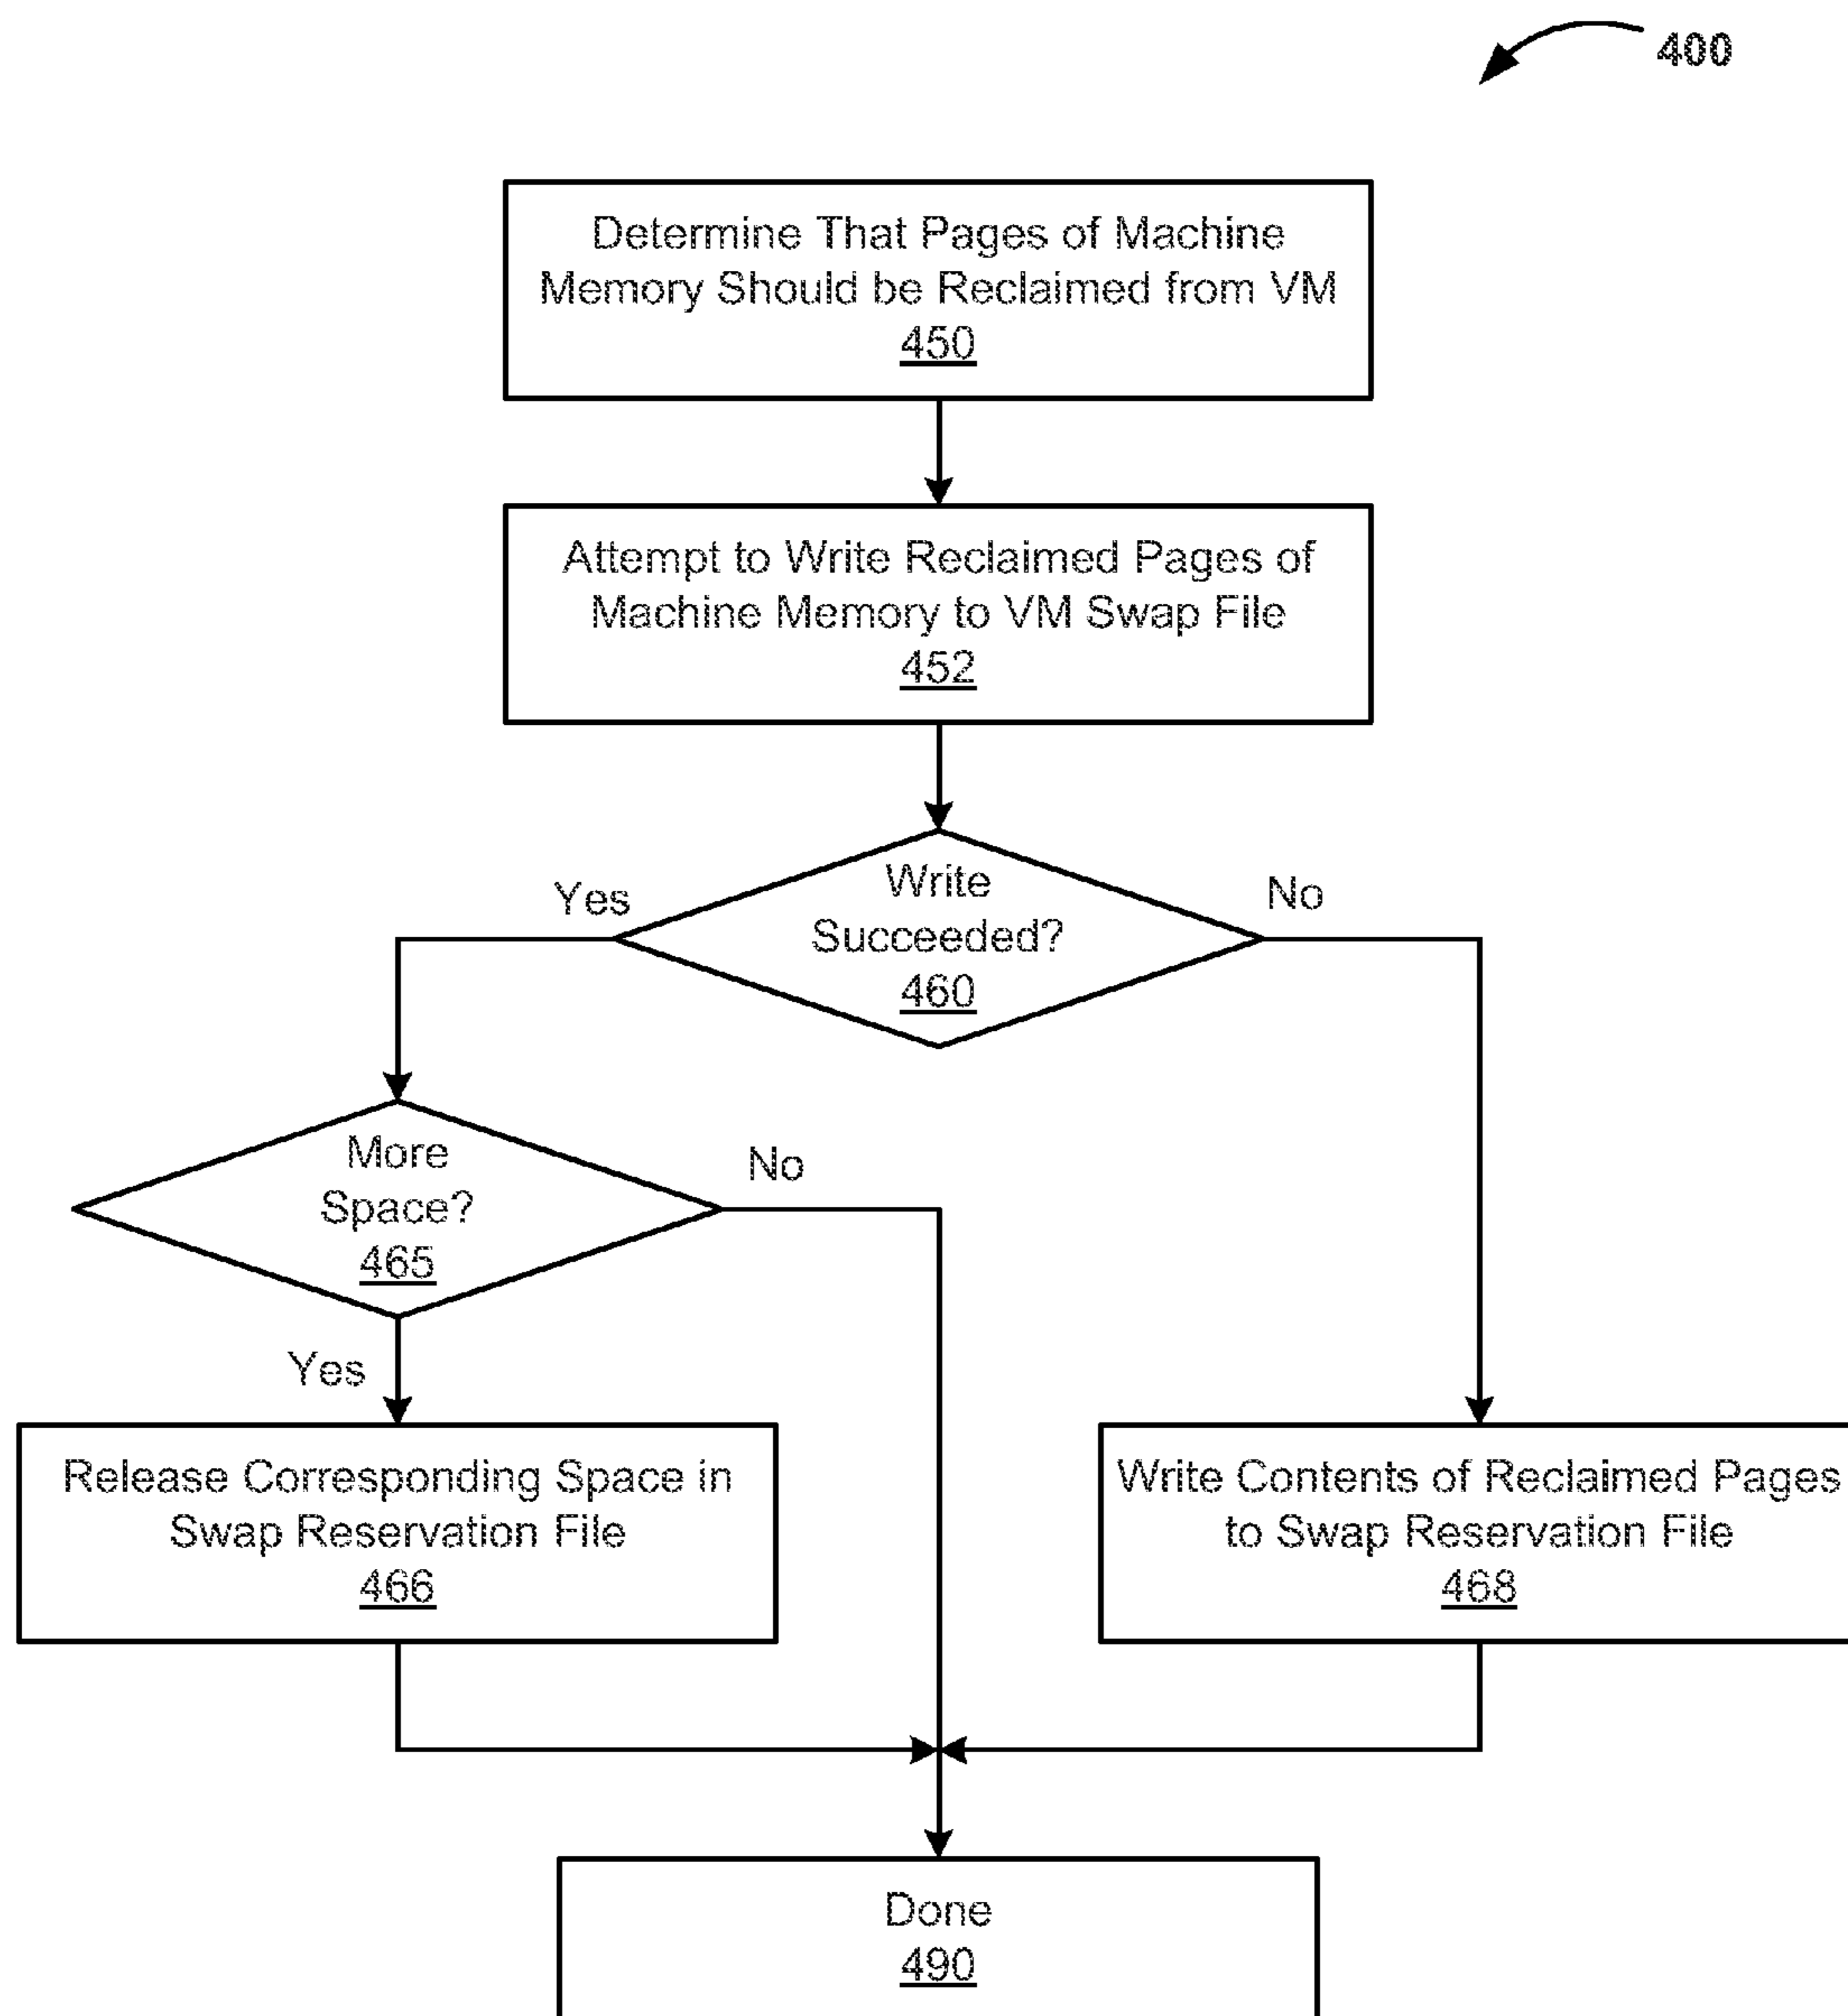 400
Determine That Pages of Machine
Memory Should be Reclaimed from VM
450
Attempt to Write Reclaimed Pages of
Machine Memory to VM Swap File
452
Write
Succeeded?
460
Yes
No
More
Space?
465
No
Yes
Release Corresponding Space in
Swap Reservation File
466
Write Contents of Reclaimed Pages
to Swap Reservation File
468
Done
490